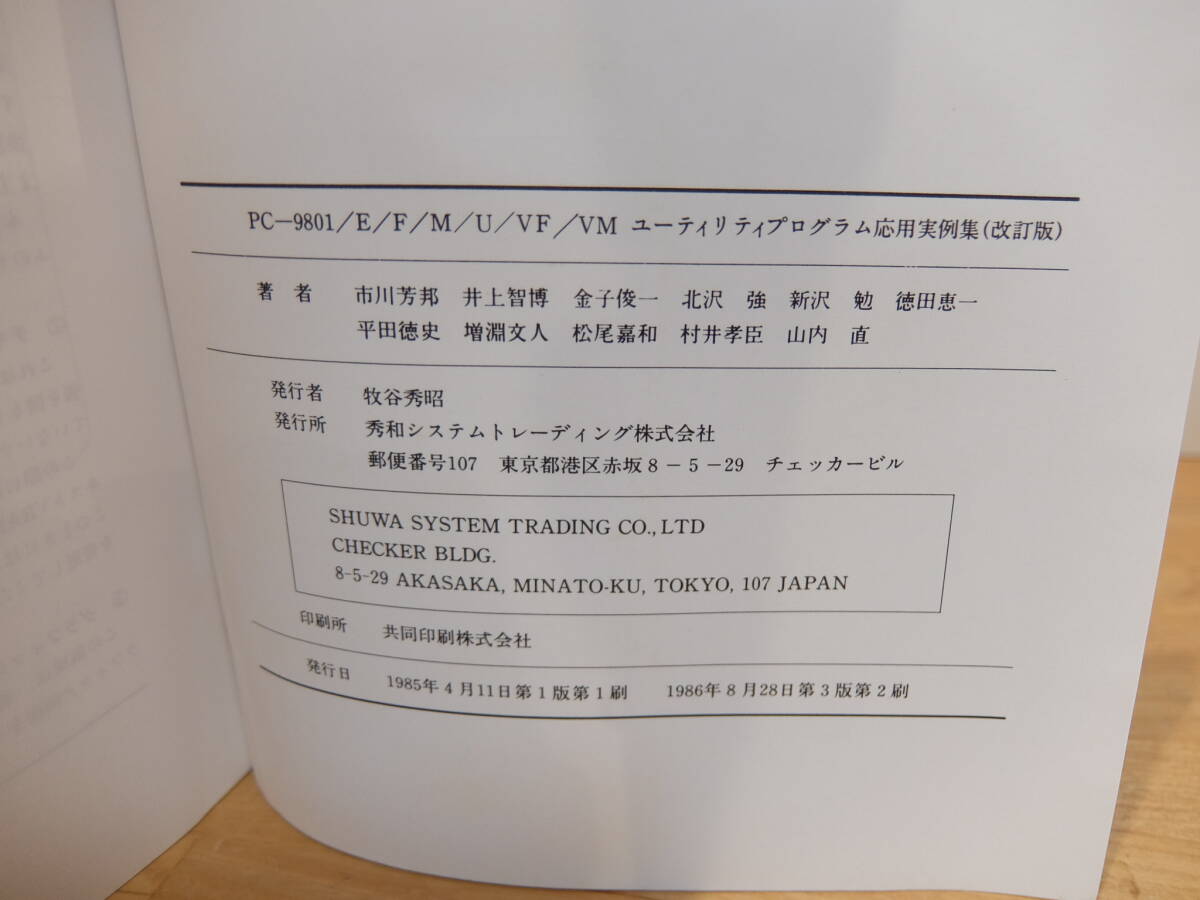 PC－9801／E／F／M／U／VF／VM ユーティリティプログラム応用実例集(改訂版)
著 者 市川芳邦 井上智博 金子俊一 北沢 強 新沢 勉 徳田恵一
平田徳史 増淵文人 松尾嘉和 村井孝臣 山内 直
発行者 牧谷秀昭
発行所 秀和システムトレーディング株式会社
郵便番号107 東京都港区赤坂8－5－29 チェッカービル
SHUWA SYSTEM TRADING CO.,LTD
CHECKER BLDG.
8-5-29 AKASAKA, MINATO-KU, TOKYO, 107 JAPAN
印刷所 共同印刷株式会社
発行日 1985年4月11日第1版第1刷 1986年8月28日第3版第2刷